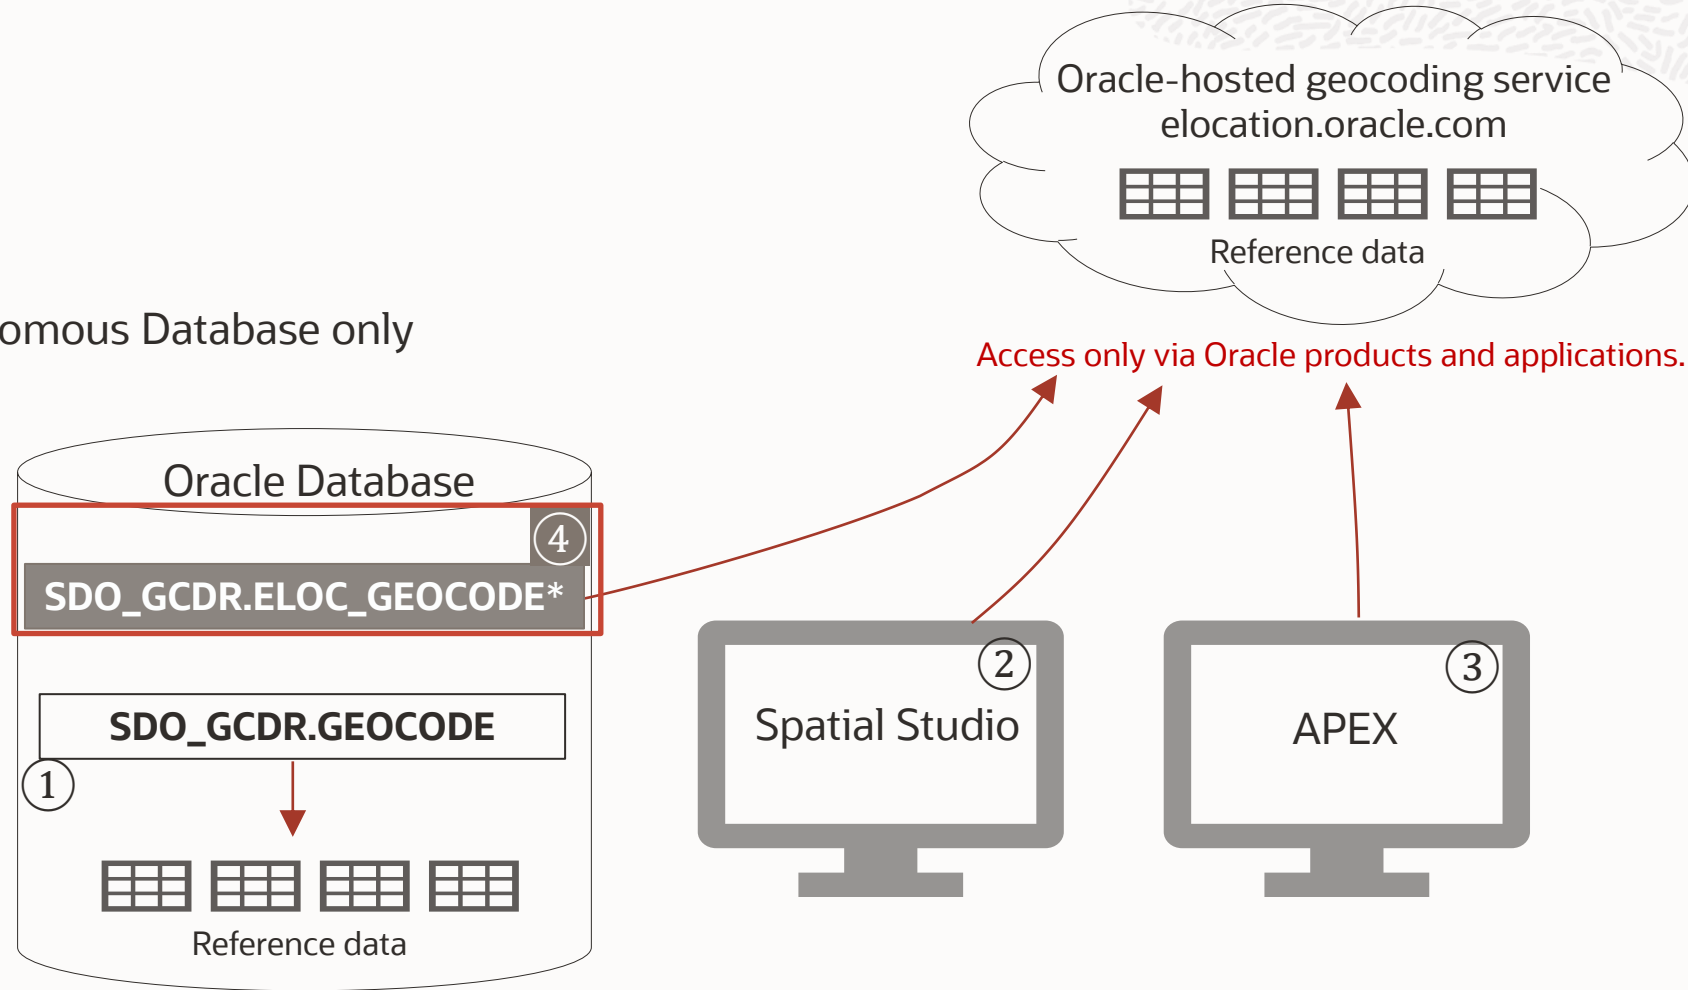 Oracle-hosted geocoding service
elocation.oracle.com
Reference data
omous Database only
Access only via Oracle products and applications.
Oracle Database
④
SDO_GCDR.ELOC_GEOCODE*
②
③
SDO_GCDR.GEOCODE
Spatial Studio
APEX
①
Reference data